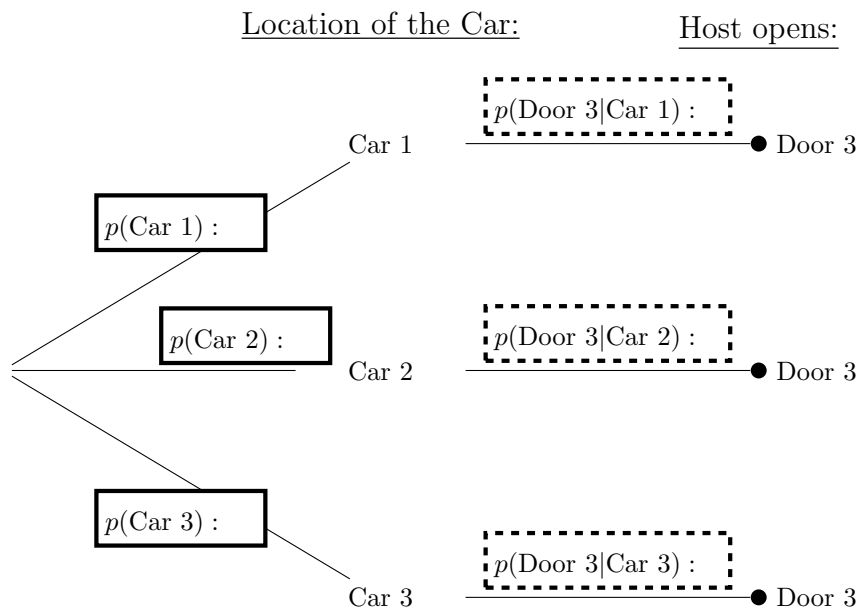 Location of the Car:
Host opens:
p(Door 3|Car 1) :
Car 1
Door 3
p(Car 1) :
p(Car 2) :
p(Door 3|Car 2) :
Car 2
Door 3
p(Car 3) :
p(Door 3|Car 3) :
Car 3
Door 3